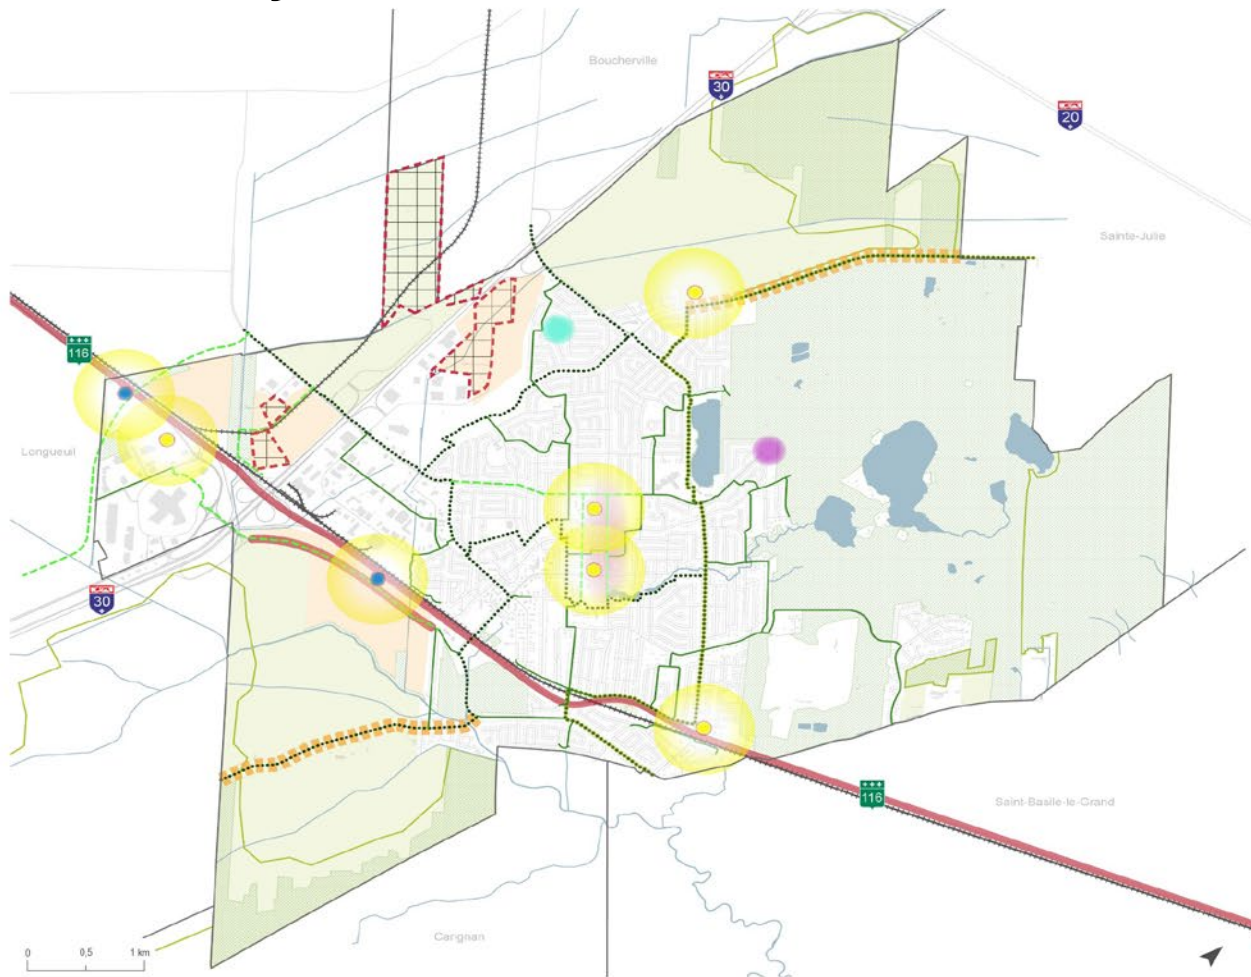 Boucherville
30
20
Sainte-Julie
116
Longueuil
30
116
Saint-Basile-le-Grand
Carignan
0 0,5 1 km